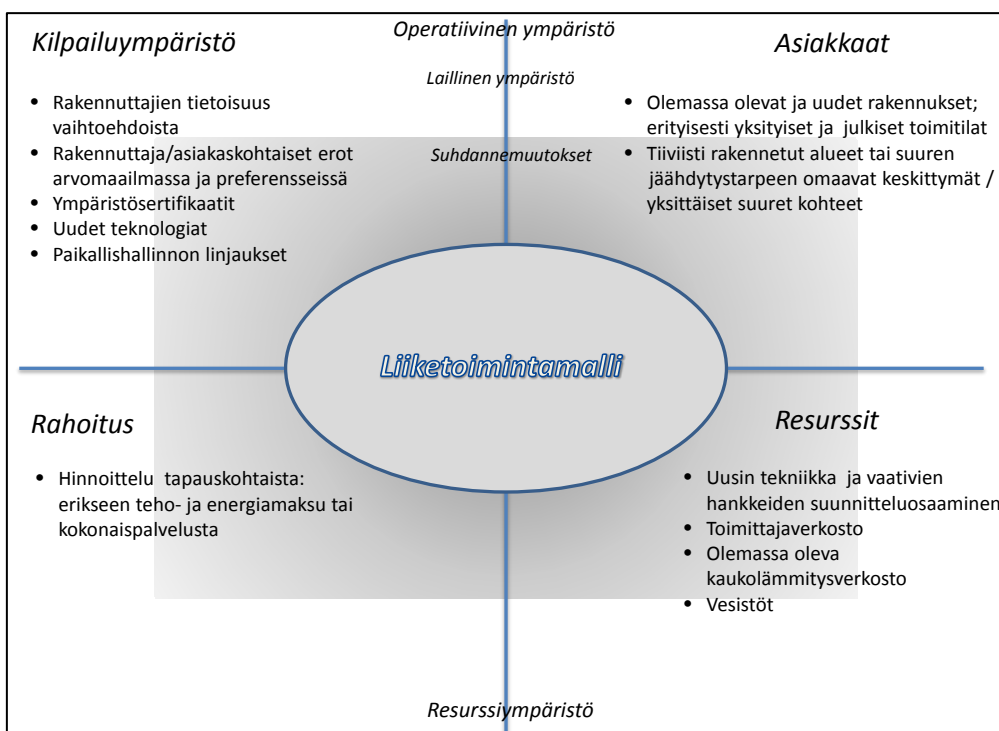 Operatiivinen ympäristö
Laillinen ympäristö
Suhdannemuutokset
Kilpailuympäristö
• Rakennuttajien tietoisuus
vaihtoehdoista
• Rakennuttaja/asiakaskohtaiset erot
arvomaailmassa ja preferensseissä
• Ympäristösertifikaatit
• Uudet teknologiat
• Paikallishallinnon linjaukset
Asiakkaat
• Olemassa olevat ja uudet rakennukset;
erityisesti yksityiset ja julkiset toimitilat
• Tiiviisti rakennetut alueet tai suuren
jäähdytystarpeen omaavat keskittymät /
yksittäiset suuret kohteet
Liiketoimintamalli
Rahoitus
• Hinnoittelu tapauskohtaista:
erikseen teho- ja energiamaksu tai
kokonaispalvelusta
Resurssit
• Uusin tekniikka ja vaativien
hankkeiden suunnitteluosaaminen
• Toimittajaverkosto
• Olemassa oleva
kaukolämmitysverkosto
• Vesistöt
Resurssiympäristö